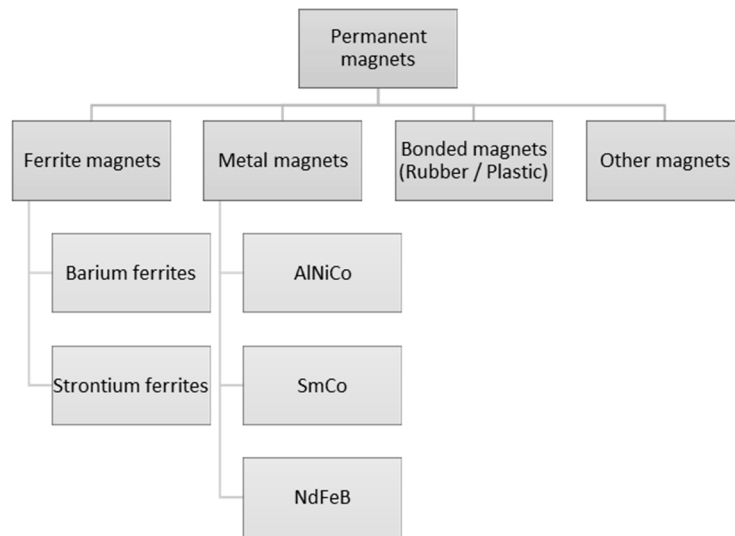 Permanent
magnets
Ferrite magnets
Metal magnets
Bonded magnets
(Rubber / Plastic)
Other magnets
Barium ferrites
AlNiCo
Strontium ferrites
SmCo
NdFeB